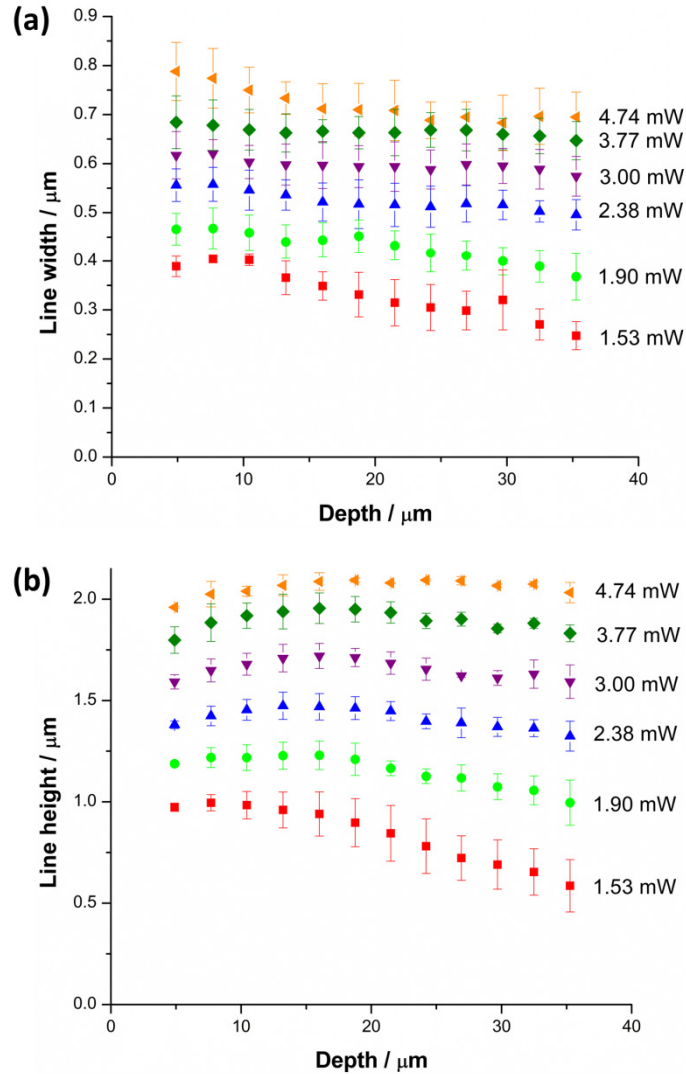 (a)
0.9
0.8
0.7
0.6
0.5
0.4
0.3
0.2
0.1
0.0
Line width / μm
4.74 mW
3.77 mW
3.00 mW
2.38 mW
1.90 mW
1.53 mW
0 10 20 30 40
Depth / μm
(b)
2.0
1.5
1.0
0.5
0.0
Line height / μm
4.74 mW
3.77 mW
3.00 mW
2.38 mW
1.90 mW
1.53 mW
0 10 20 30 40
Depth / μm